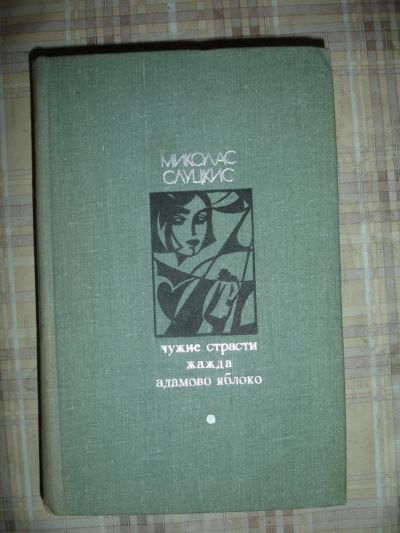 МИКОЛАС
СЛУЦКИС
чужие страсти
жажда
адамово яблоко